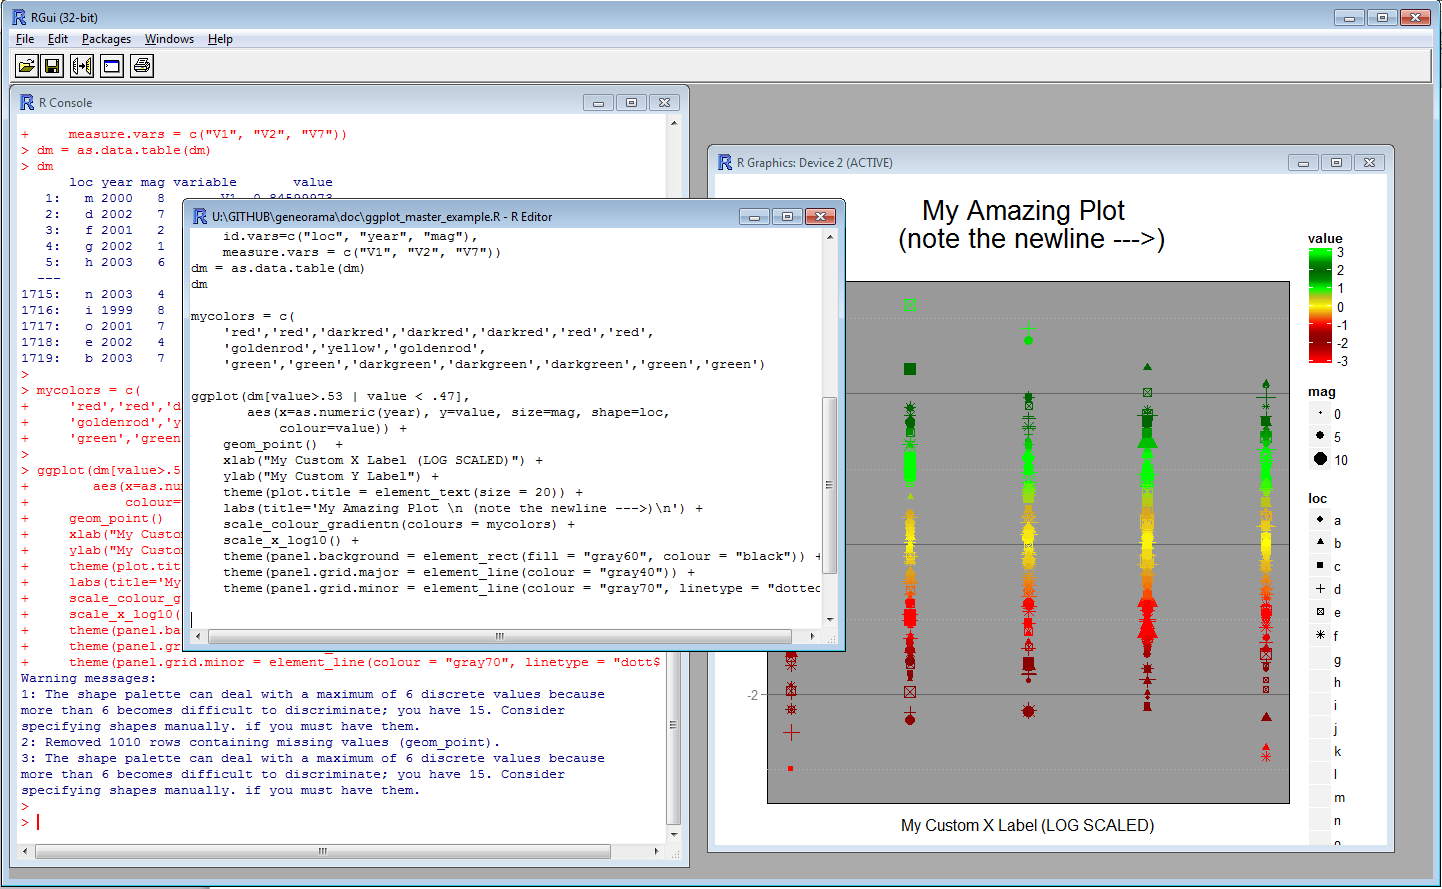 RGui (32-bit)
File Edit Packages Windows Help
R Console
+     measure.vars = c("V1", "V2", "V7"))
> dm = as.data.table(dm)
> dm
      loc year mag variable       value
   1:   m 2000   8       V1  0.84599973
   2:   d 2002   7
   3:   f 2001   2
   4:   g 2002   1
   5:   h 2003   6
  ---
1715:   n 2003   4
1716:   i 1999   8
1717:   o 2001   7
1718:   e 2002   4
1719:   b 2003   7
>
> mycolors = c(
+     'red','red','d
+     'goldenrod','y
+     'green','green
>
> ggplot(dm[value>.5
+        aes(x=as.nu
+            colour=
+     geom_point()
+     xlab("My Custo
+     ylab("My Custo
+     theme(plot.tit
+     labs(title='My
+     scale_colour_g
+     scale_x_log10(
+     theme(panel.ba
+     theme(panel.gr
+     theme(panel.grid.minor = element_line(colour = "gray70", linetype = "dott$
Warning messages:
1: The shape palette can deal with a maximum of 6 discrete values because
more than 6 becomes difficult to discriminate; you have 15. Consider
specifying shapes manually. if you must have them.
2: Removed 1010 rows containing missing values (geom_point).
3: The shape palette can deal with a maximum of 6 discrete values because
more than 6 becomes difficult to discriminate; you have 15. Consider
specifying shapes manually. if you must have them.
>
>
U:\GITHUB\geneorama\doc\ggplot_master_example.R - R Editor
    id.vars=c("loc", "year", "mag"),
    measure.vars = c("V1", "V2", "V7"))
dm = as.data.table(dm)
dm
mycolors = c(
    'red','red','darkred','darkred','darkred','red','red',
    'goldenrod','yellow','goldenrod',
    'green','green','darkgreen','darkgreen','darkgreen','green','green')
ggplot(dm[value>.53 | value < .47],
       aes(x=as.numeric(year), y=value, size=mag, shape=loc,
           colour=value)) +
    geom_point()  +
    xlab("My Custom X Label (LOG SCALED)") +
    ylab("My Custom Y Label") +
    theme(plot.title = element_text(size = 20)) +
    labs(title='My Amazing Plot \n (note the newline --->)\n') +
    scale_colour_gradientn(colours = mycolors) +
    scale_x_log10() +
    theme(panel.background = element_rect(fill = "gray60", colour = "black")) +
    theme(panel.grid.major = element_line(colour = "gray40")) +
    theme(panel.grid.minor = element_line(colour = "gray70", linetype = "dotted
R Graphics: Device 2 (ACTIVE)
My Amazing Plot
(note the newline --->)
-2
My Custom X Label (LOG SCALED)
value
3
2
1
0
-1
-2
-3
mag
0
5
10
loc
a
b
c
d
e
f
g
h
i
j
k
l
m
n
o